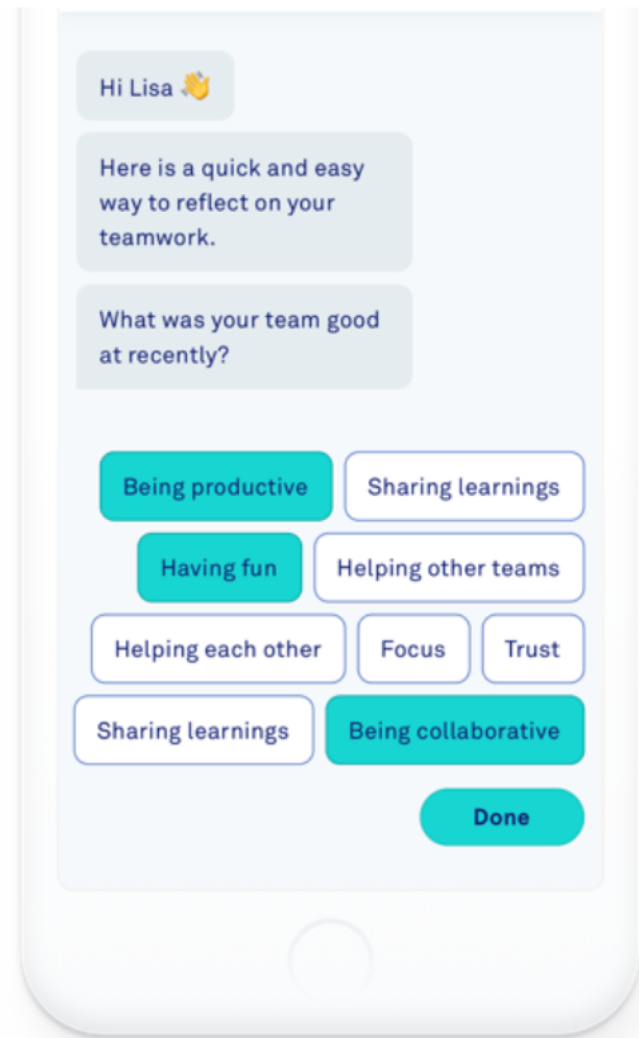 Hi Lisa 👋
Here is a quick and easy
way to reflect on your
teamwork.
What was your team good
at recently?
Being productive
Sharing learnings
Having fun
Helping other teams
Helping each other
Focus
Trust
Sharing learnings
Being collaborative
Done